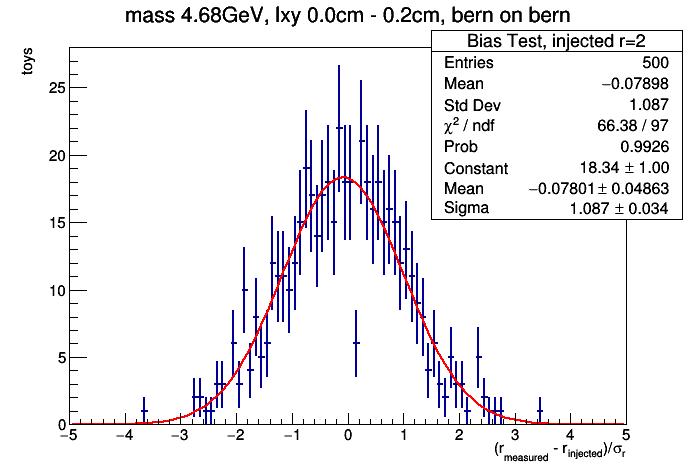 mass 4.68GeV, lxy 0.0cm - 0.2cm, bern on bern
Bias Test, injected r=2
Entries 500
Mean −0.07898
Std Dev 1.087
χ² / ndf 66.38 / 97
Prob 0.9926
Constant 18.34 ± 1.00
Mean −0.07801 ± 0.04863
Sigma 1.087 ± 0.034
toys
25
20
15
10
5
0
−5 −4 −3 −2 −1 0 1 2 3 4 5
(r_measured - r_injected)/σ_r